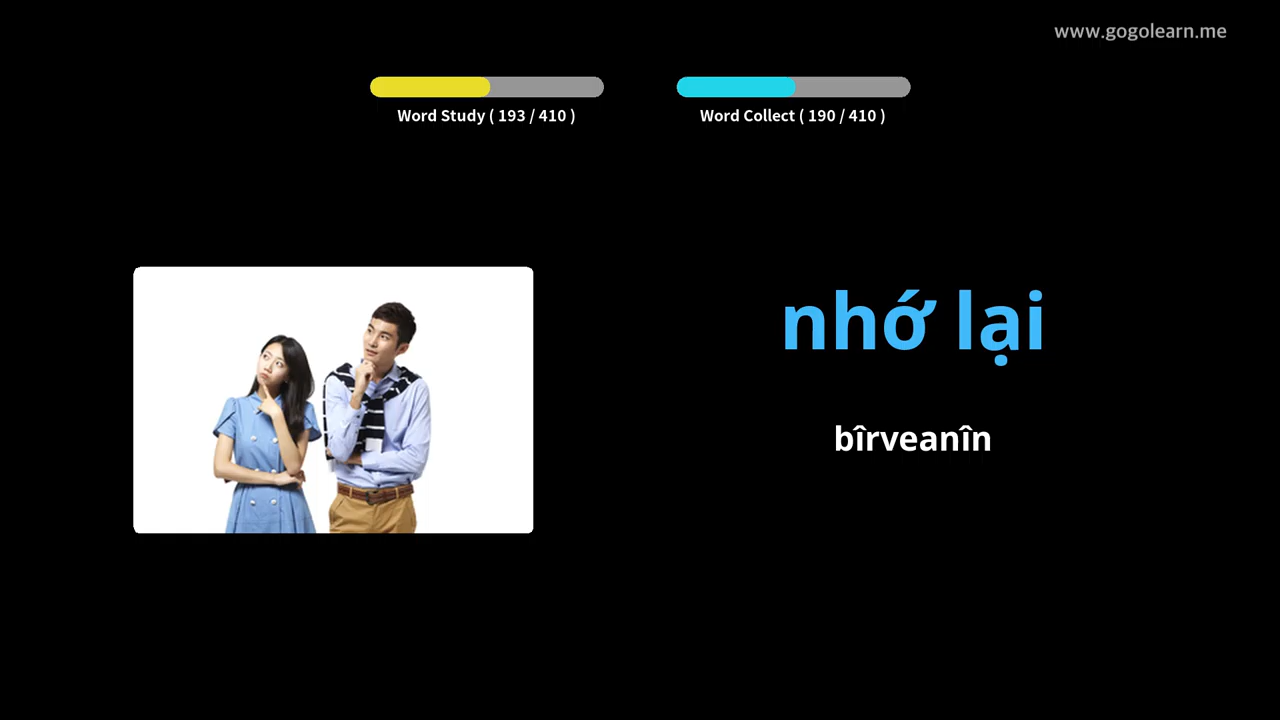 www.gogolearn.me
Word Study ( 193 / 410 )
Word Collect ( 190 / 410 )
nhớ lại
bîrveanîn